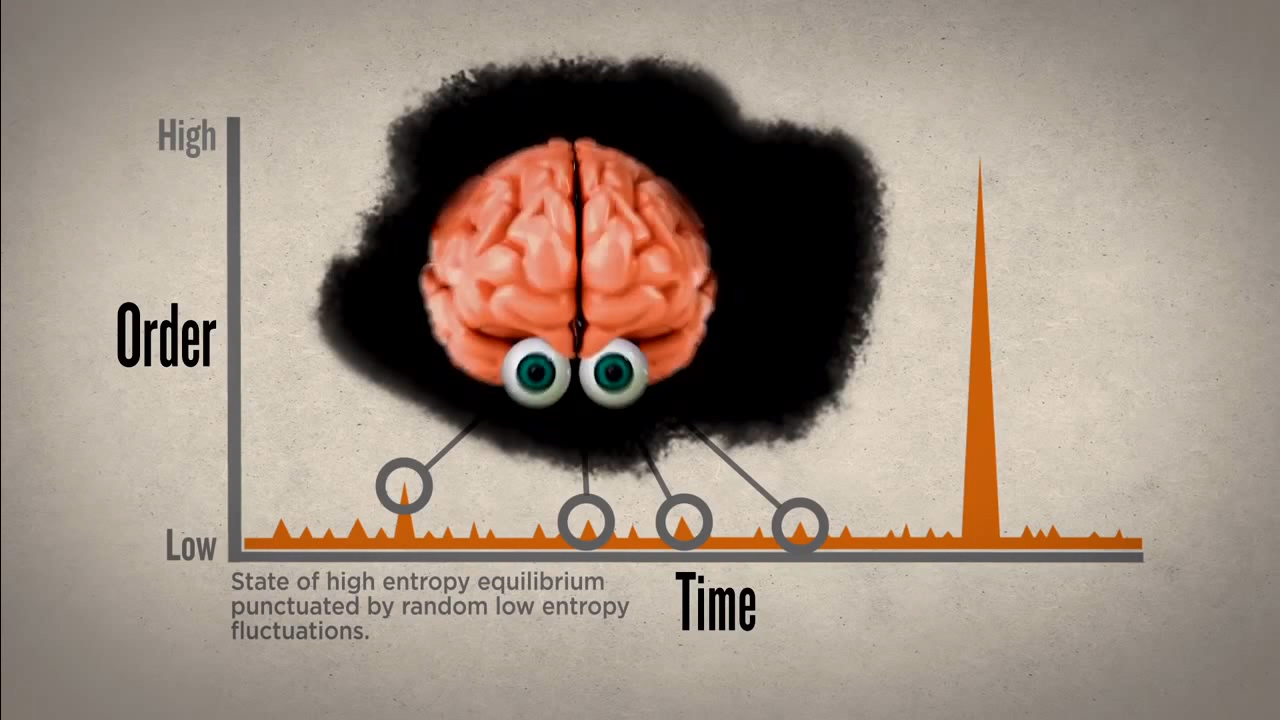 High
Order
Low
State of high entropy equilibrium
punctuated by random low entropy
fluctuations.
Time